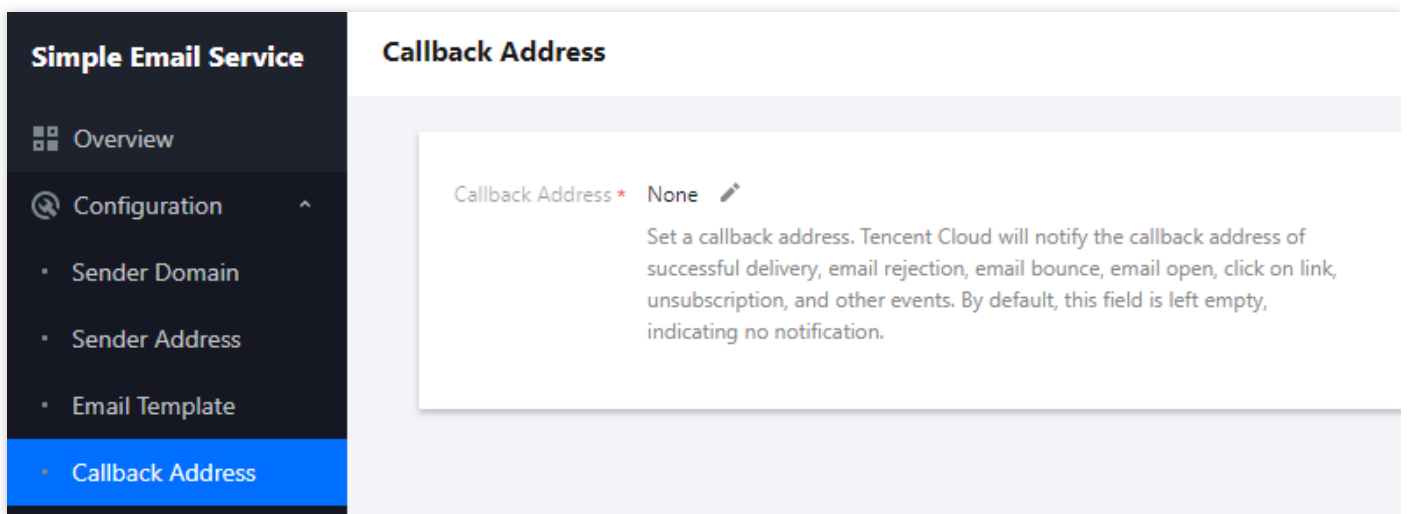 Simple Email Service
Overview
Configuration
Sender Domain
Sender Address
Email Template
Callback Address
Callback Address
Callback Address * None
Set a callback address. Tencent Cloud will notify the callback address of
successful delivery, email rejection, email bounce, email open, click on link,
unsubscription, and other events. By default, this field is left empty,
indicating no notification.